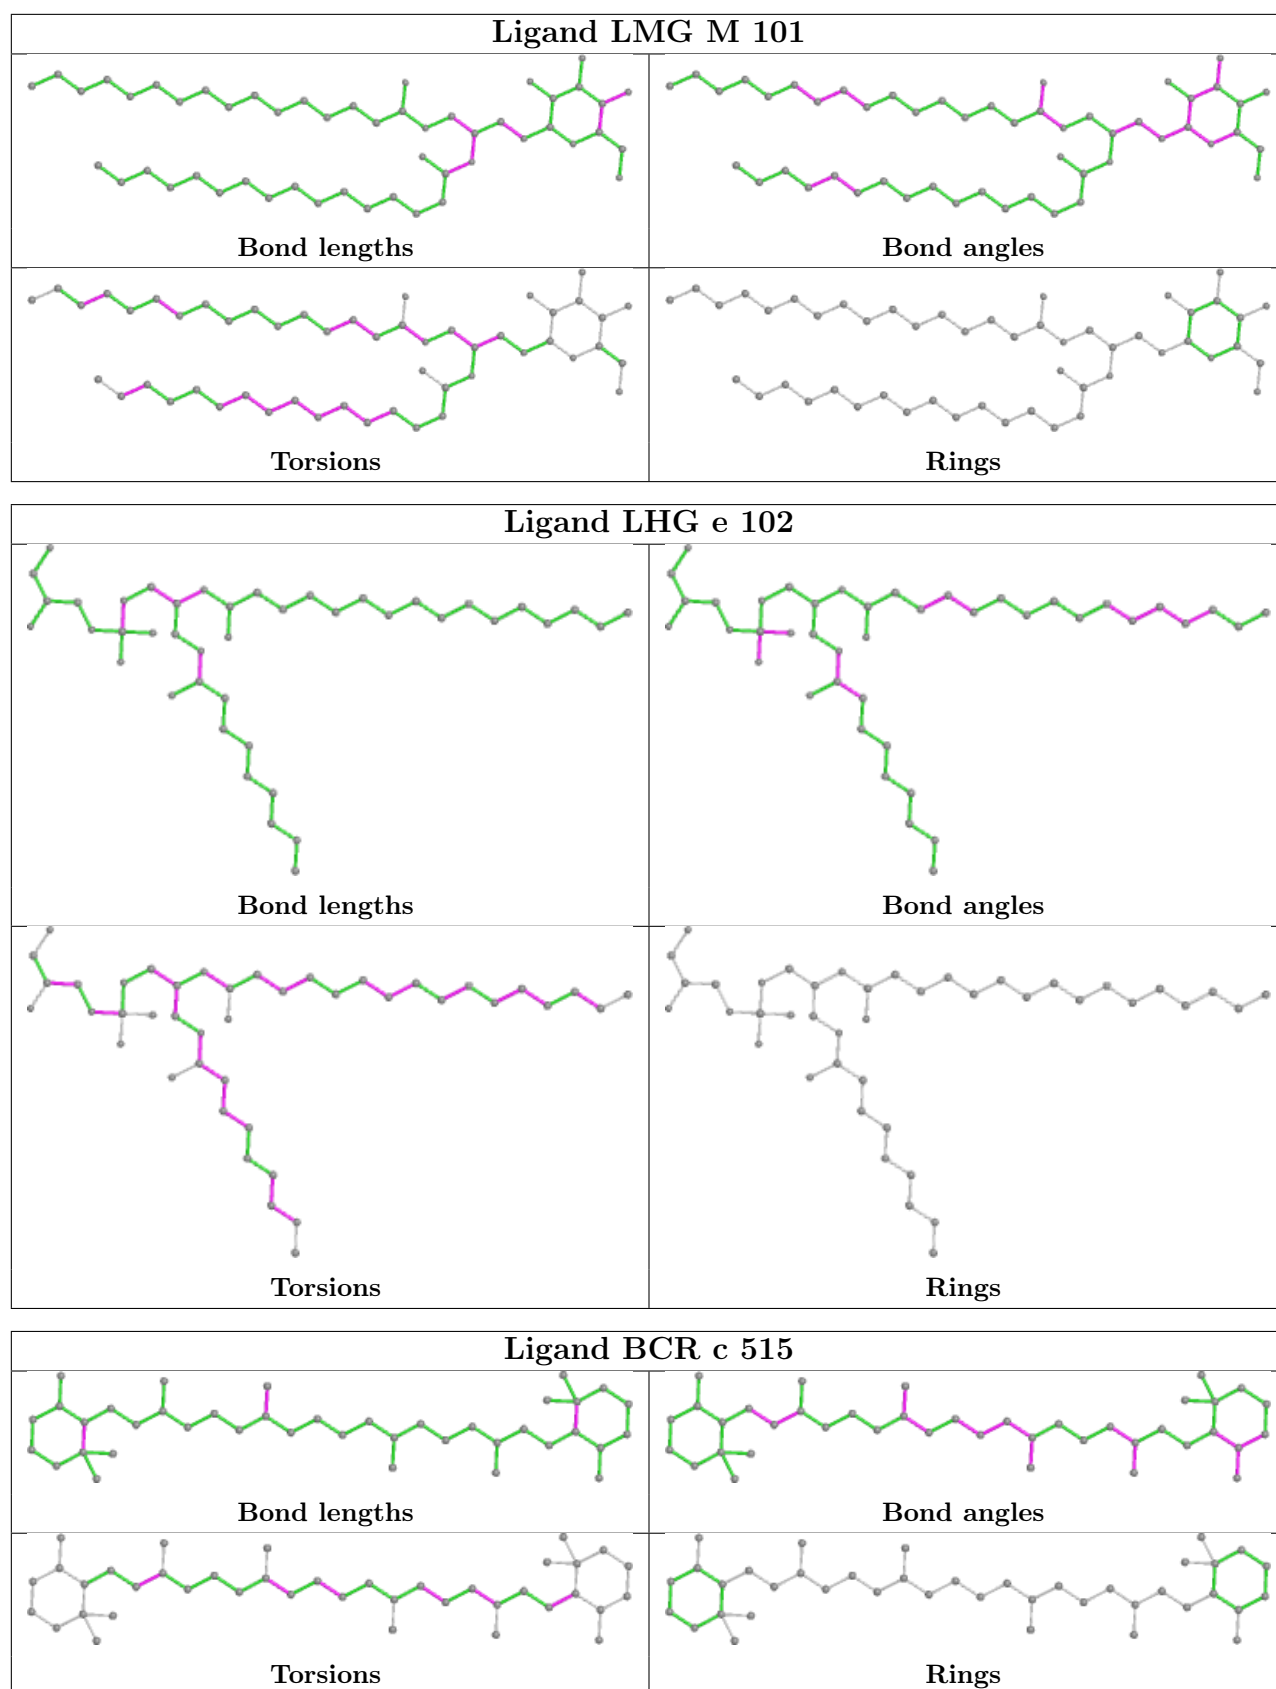 Ligand LMG M 101
Bond lengths
Bond angles
Torsions
Rings
Ligand LHG e 102
Bond lengths
Bond angles
Torsions
Rings
Ligand BCR c 515
Bond lengths
Bond angles
Torsions
Rings